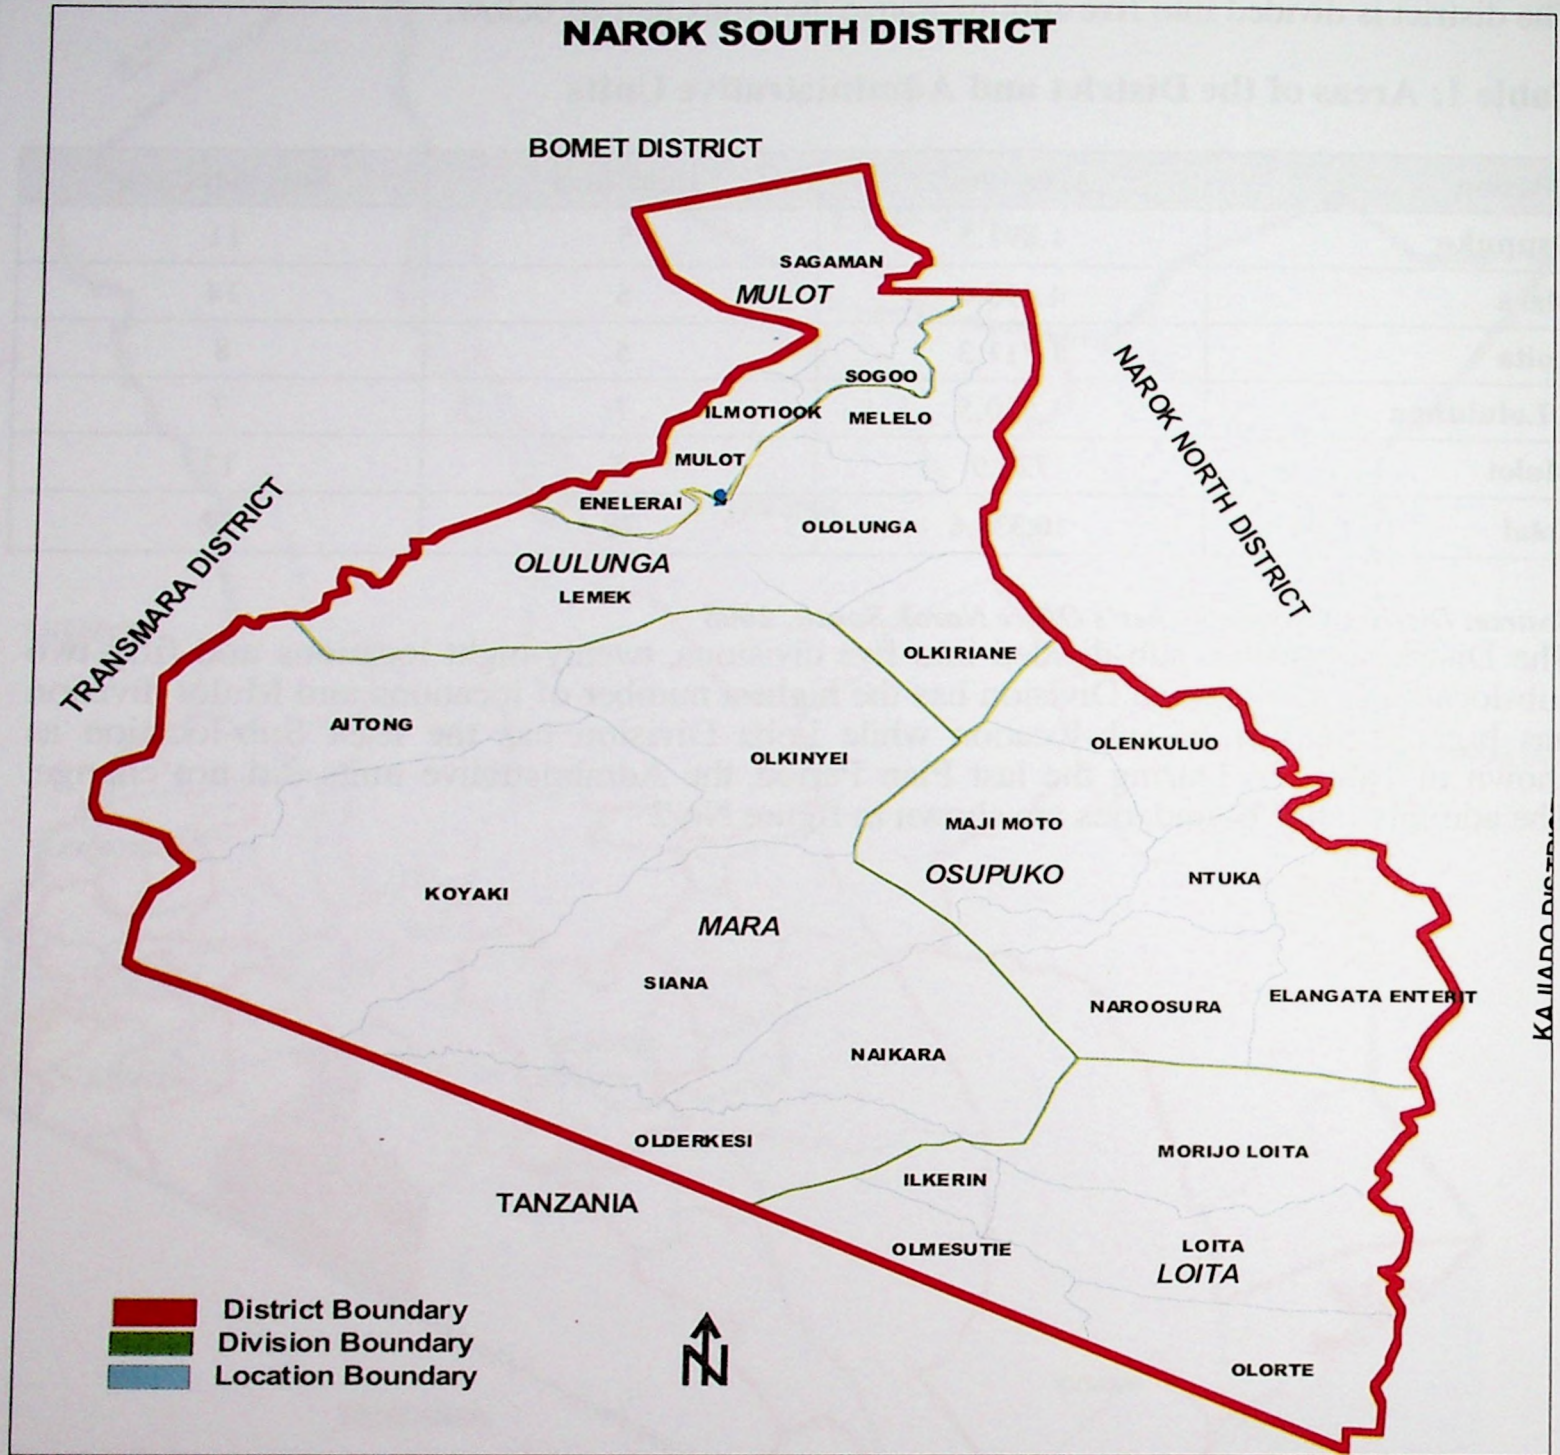 NAROK SOUTH DISTRICT
BOMET DISTRICT
SAGAMAN
MULOT
SOGOO
ILMOTIOOK
MELELO
MULOT
ENELERAI
OLOLUNGA
OLULUNGA
LEMEK
NAROK NORTH DISTRICT
TRANSMARA DISTRICT
OLKIRIANE
AITONG
OLKINYEI
OLENKULUO
MAJI MOTO
OSUPUKO
NTUKA
KOYAKI
MARA
SIANA
NAROOSURA
ELANGATA ENTERIT
NAIKARA
OLDERKESI
MORIJO LOITA
ILKERIN
TANZANIA
OLMESUTIE
LOITA
LOITA
OLORTE
District Boundary
Division Boundary
Location Boundary
N